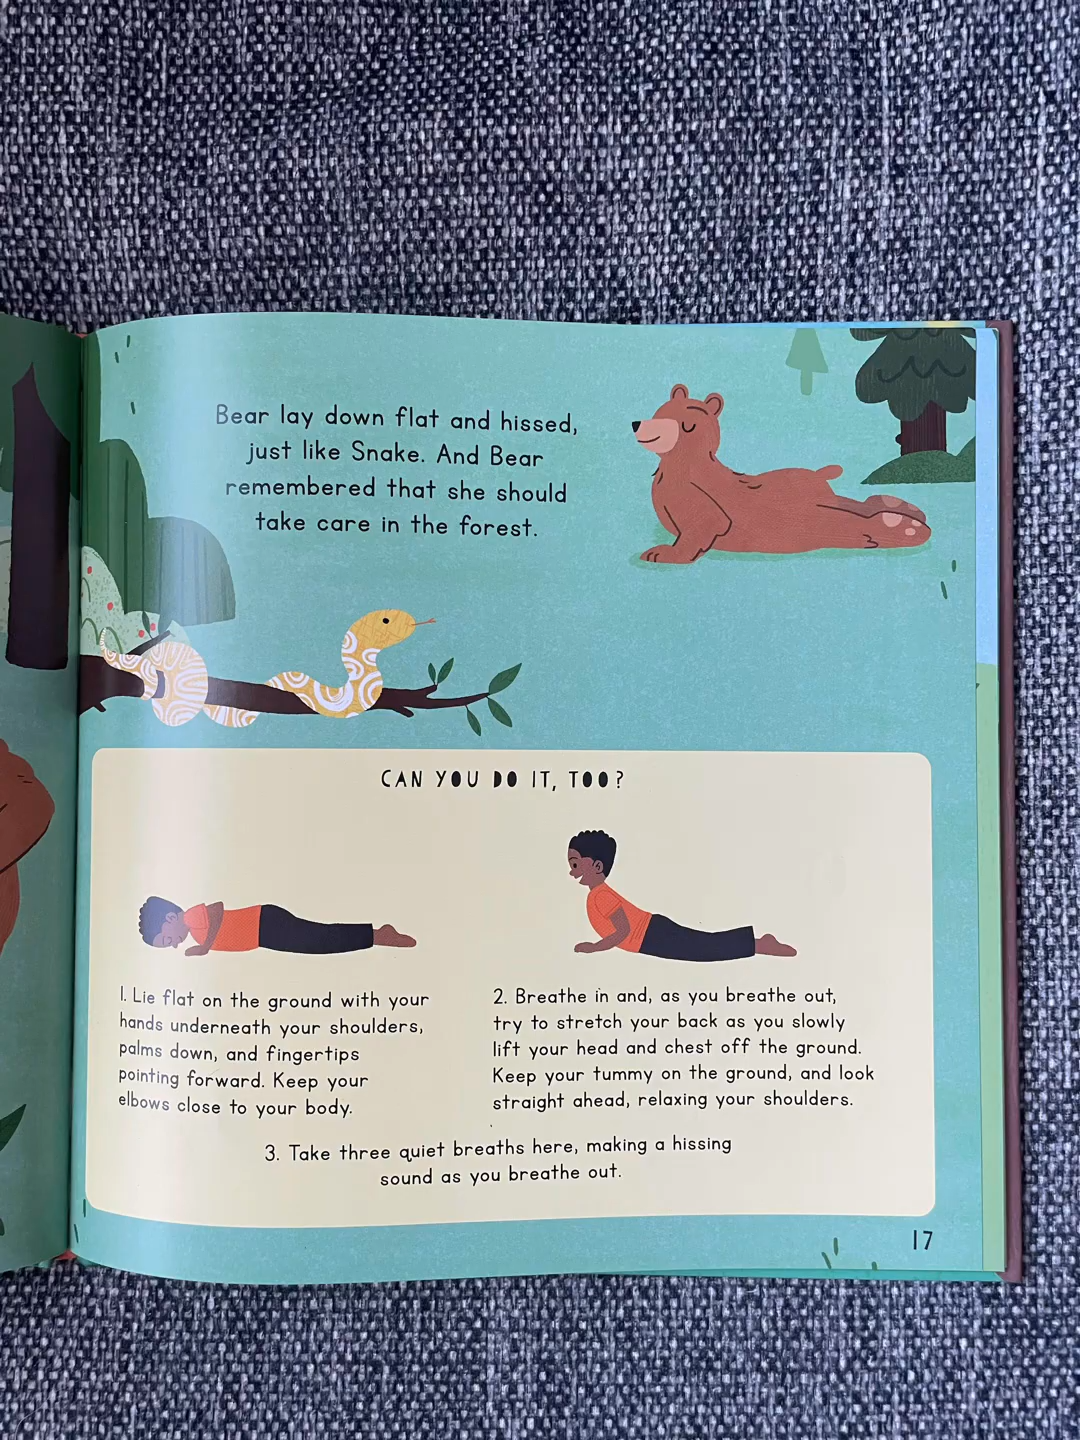 Bear lay down flat and hissed,
just like Snake. And Bear
remembered that she should
take care in the forest.
CAN YOU DO IT, TOO?
1. Lie flat on the ground with your
hands underneath your shoulders,
palms down, and fingertips
pointing forward. Keep your
elbows close to your body.
2. Breathe in and, as you breathe out,
try to stretch your back as you slowly
lift your head and chest off the ground.
Keep your tummy on the ground, and look
straight ahead, relaxing your shoulders.
3. Take three quiet breaths here, making a hissing
sound as you breathe out.
17